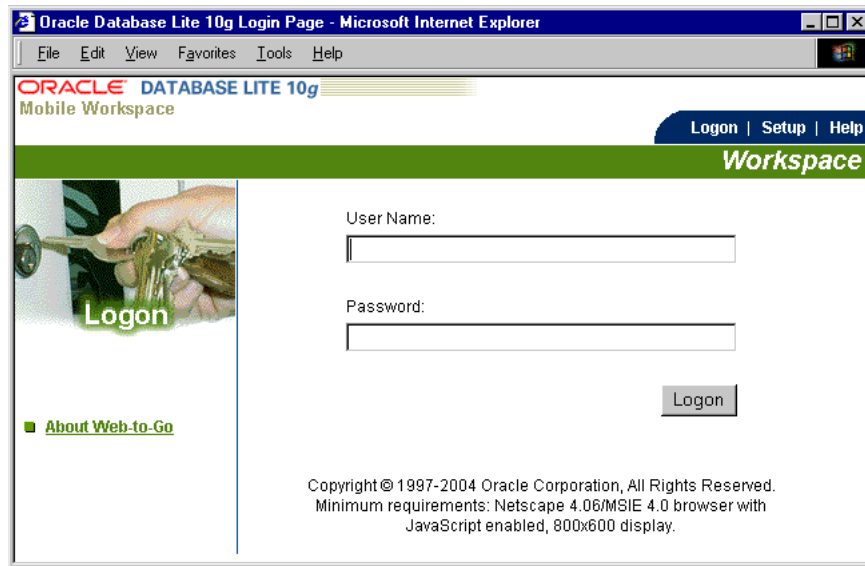 Oracle Database Lite 10g Login Page - Microsoft Internet Explorer
File Edit View Favorites Tools Help
ORACLE DATABASE LITE 10g
Mobile Workspace
Logon | Setup | Help
Workspace
User Name:
Password:
Logon
Logon
About Web-to-Go
Copyright © 1997-2004 Oracle Corporation, All Rights Reserved.
Minimum requirements: Netscape 4.06/MSIE 4.0 browser with
JavaScript enabled, 800x600 display.